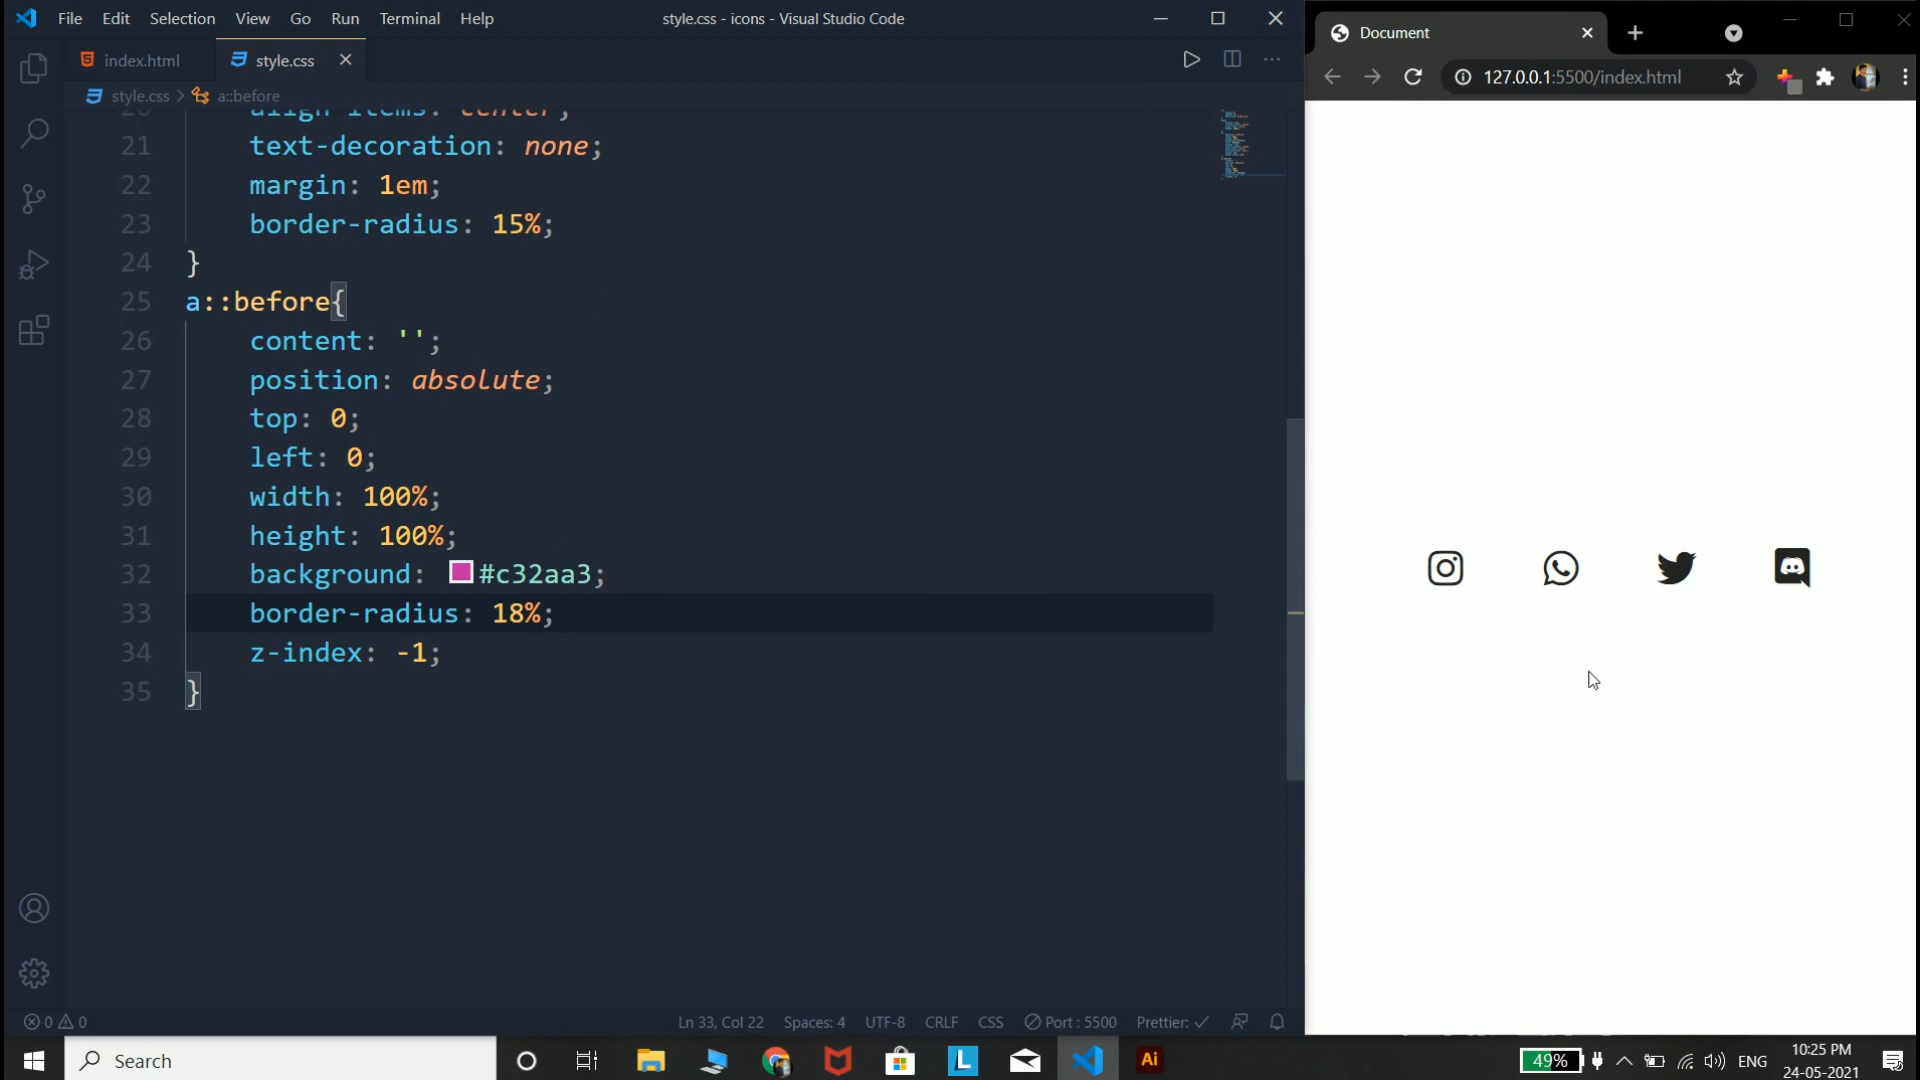 File Edit Selection View Go Run Terminal Help
style.css - icons - Visual Studio Code
index.html
style.css
style.css > a::before
20 align-items: center;
21 text-decoration: none;
22 margin: 1em;
23 border-radius: 15%;
24 }
25 a::before{
26 content: '';
27 position: absolute;
28 top: 0;
29 left: 0;
30 width: 100%;
31 height: 100%;
32 background: #c32aa3;
33 border-radius: 18%;
34 z-index: -1;
35 }
0 0
Ln 33, Col 22 Spaces: 4 UTF-8 CRLF CSS Port : 5500 Prettier: ✓
Document
127.0.0.1:5500/index.html
Search
L
Ai
49%
ENG
10:25 PM
24-05-2021